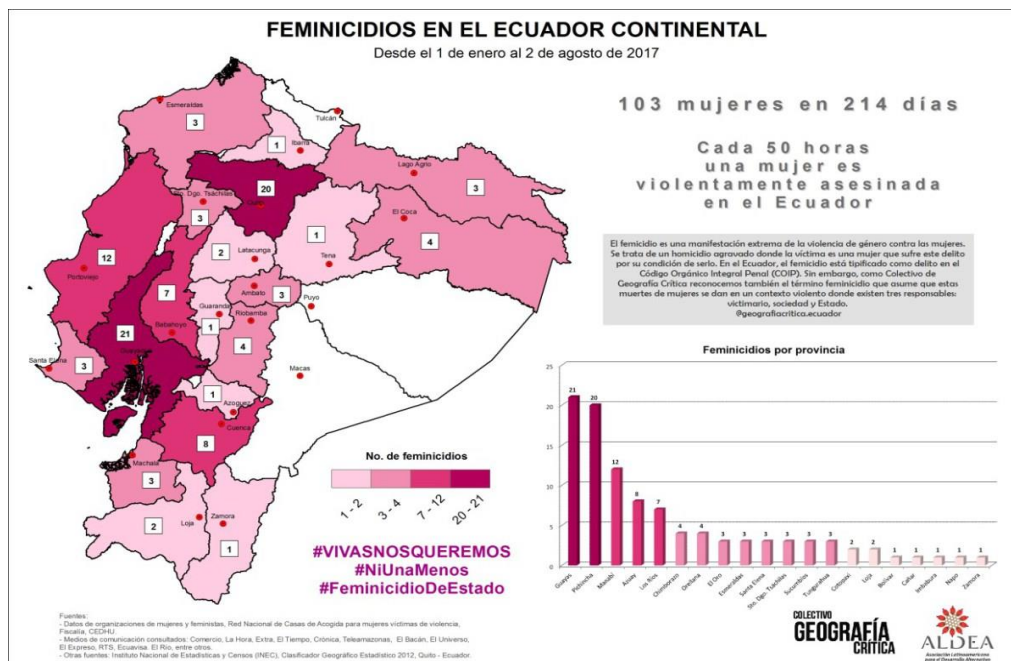 FEMINICIDIOS EN EL ECUADOR CONTINENTAL
Desde el 1 de enero al 2 de agosto de 2017
103 mujeres en 214 días
Cada 50 horas
una mujer es
violentamente asesinada
en el Ecuador
El femicidio es una manifestación extrema de la violencia de género contra las mujeres.
Se trata de un homicidio agravado donde la víctima es una mujer que sufre este delito
por su condición de serlo. En el Ecuador, el femicidio está tipificado como delito en el
Código Orgánico Integral Penal (COIP). Sin embargo, como Colectivo de
Geografía Crítica reconocemos también el término feminicidio que asume que estas
muertes de mujeres se dan en un contexto violento donde existen tres responsables:
victimario, sociedad y Estado.
@geografiacritica.ecuador
Esmeraldas
3
Tulcán
1
Ibarra
Lago Agrio
3
20
Quito
Sto. Dgo. Tsáchilas
3
El Coca
4
12
Portoviejo
2
Latacunga
1
Tena
7
Babahoyo
Ambato
3
Puyo
Guaranda
1
Riobamba
4
21
Guayaquil
Santa Elena
3
Macas
1
Azogues
Cuenca
8
Machala
3
2
Loja
Zamora
1
No. de feminicidios
1 - 2
3 - 4
7 - 12
20 - 21
#VIVASNOSQUEREMOS
#NiUnaMenos
#FeminicidioDeEstado
Feminicidios por provincia
25
20
15
10
5
0
21
20
12
8
7
4
4
3
3
3
3
3
3
2
2
1
1
1
1
1
Guayas
Pichincha
Manabí
Azuay
Los Ríos
Chimborazo
Orellana
El Oro
Esmeraldas
Santa Elena
Sto. Dgo. Tsáchilas
Sucumbíos
Tungurahua
Cotopaxi
Loja
Bolívar
Cañar
Imbabura
Napo
Zamora
Fuentes:
- Datos de organizaciones de mujeres y feministas, Red Nacional de Casas de Acogida para mujeres víctimas de violencia,
Fiscalía, CEDHU.
- Medios de comunicación consultados: Comercio, La Hora, Extra, El Tiempo, Crónica, Teleamazonas, El Bacán, El Universo,
El Expreso, RTS, Ecuavisa. El Río, entre otros.
- Otras fuentes: Instituto Nacional de Estadísticas y Censos (INEC), Clasificador Geográfico Estadístico 2012, Quito - Ecuador.
COLECTIVO
GEOGRAFÍA
CRÍTICA
ALDEA
Asociación Latinoamericana
para el Desarrollo Alternativo